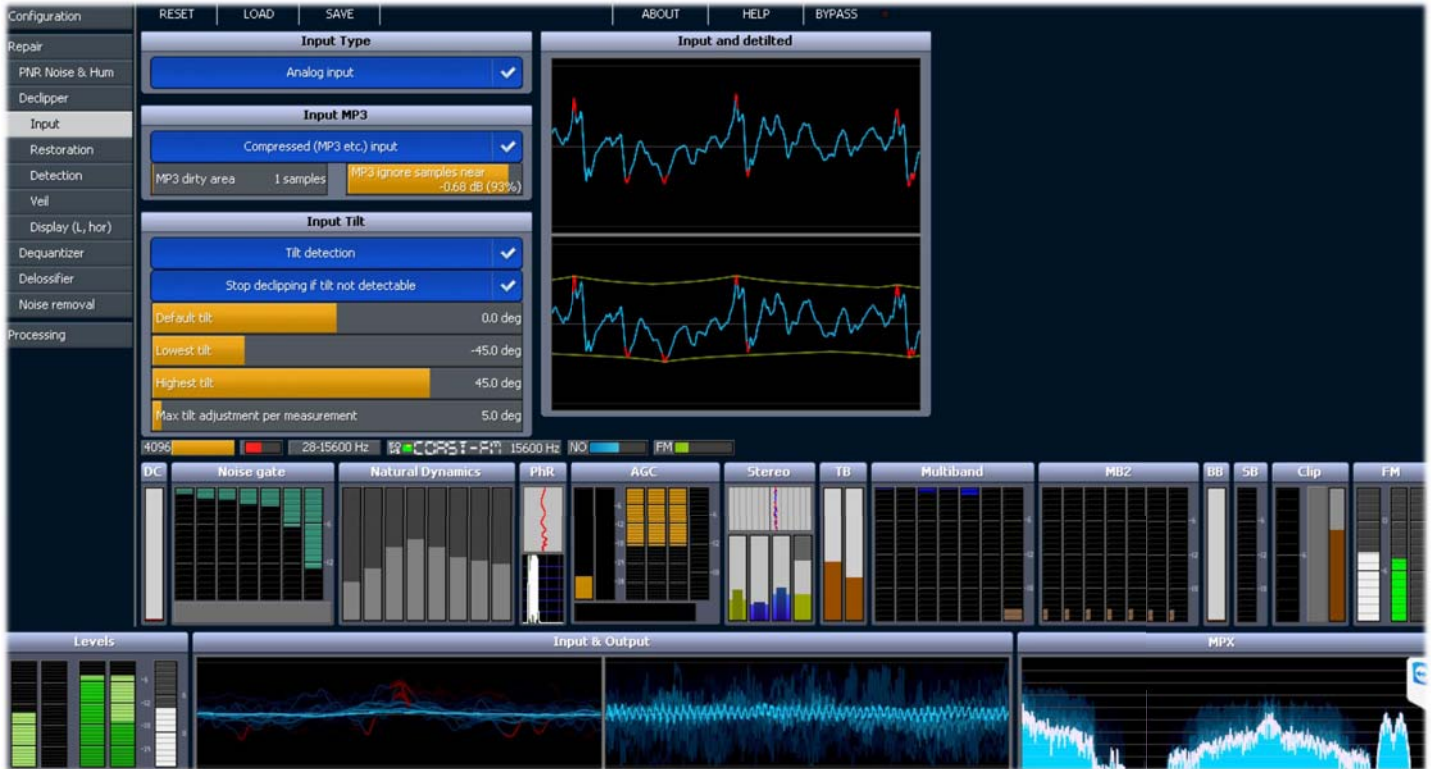 Configuration
RESET LOAD SAVE ABOUT HELP BYPASS
Repair
PNR Noise & Hum
Declipper
Input
Restoration
Detection
Veil
Display (L, hor)
Dequantizer
Delossifier
Noise removal
Processing
Input Type
Analog input
Input MP3
Compressed (MP3 etc.) input
MP3 dirty area 1 samples
MP3 ignore samples near
-0.68 dB (93%)
Input Tilt
Tilt detection
Stop declipping if tilt not detectable
Default tilt 0.0 deg
Lowest tilt -45.0 deg
Highest tilt 45.0 deg
Max tilt adjustment per measurement 5.0 deg
Input and detilted
4096 28-15600 Hz COAST-FM 15600 Hz NO FM
DC Noise gate Natural Dynamics PhR AGC Stereo TB Multiband MB2 BB SB Clip FM
Levels Input & Output MPX